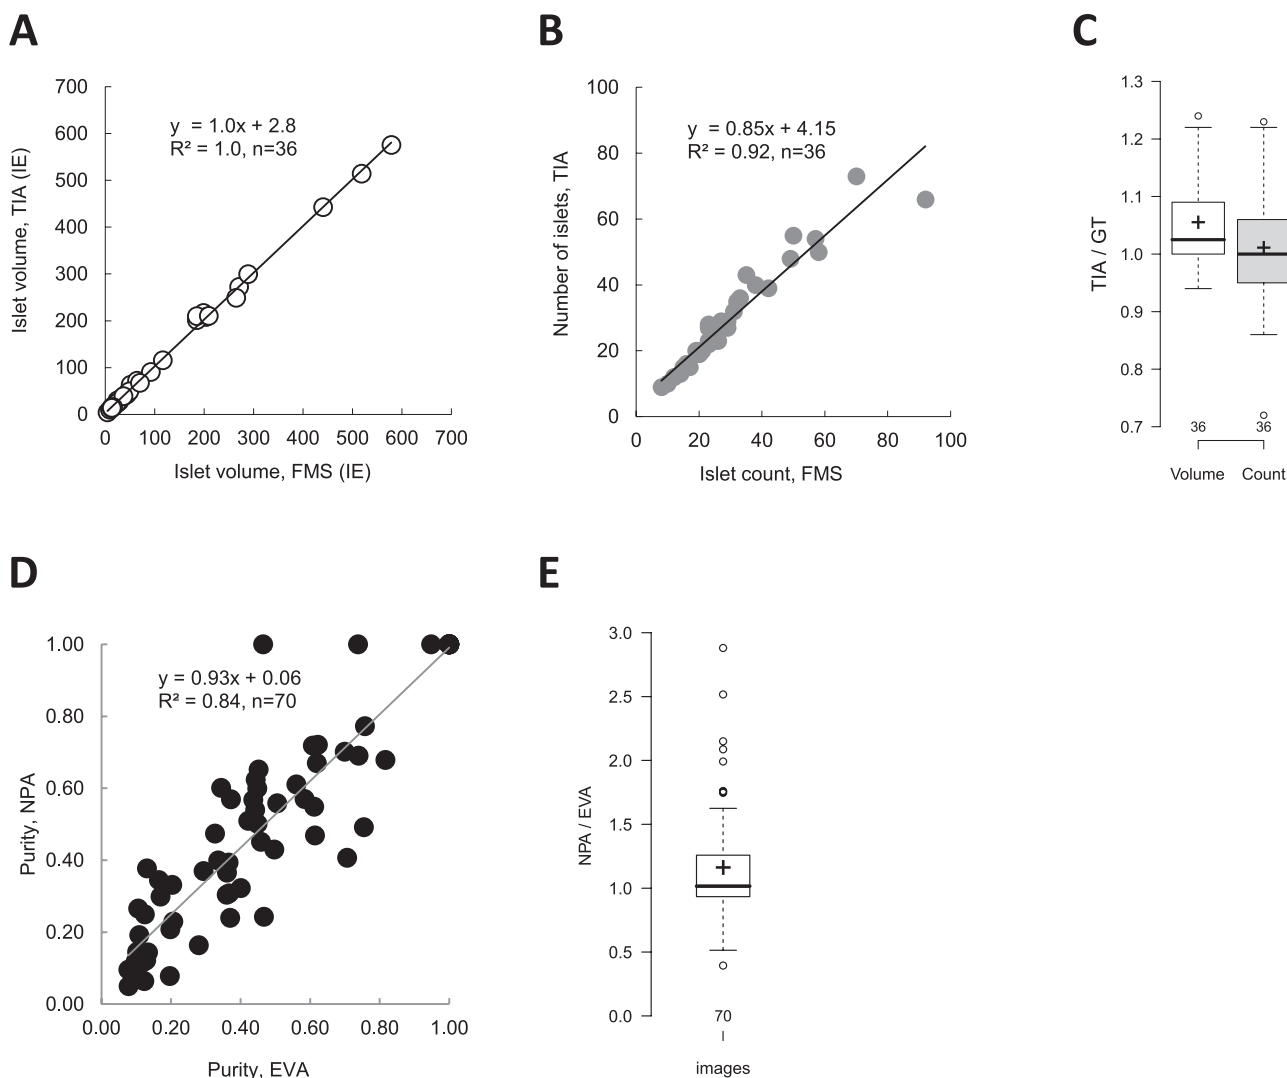 A
B
C
700
600
500
400
300
200
100
0
0 100 200 300 400 500 600 700
y = 1.0x + 2.8
R² = 1.0, n=36
Islet volume, TIA (IE)
Islet volume, FMS (IE)
100
80
60
40
20
0
0 20 40 60 80 100
y = 0.85x + 4.15
R² = 0.92, n=36
Number of islets, TIA
Islet count, FMS
1.3
1.2
1.1
1.0
0.9
0.8
0.7
TIA / GT
36 36
Volume Count
D
E
1.00
0.80
0.60
0.40
0.20
0.00
0.00 0.20 0.40 0.60 0.80 1.00
y = 0.93x + 0.06
R² = 0.84, n=70
Purity, NPA
Purity, EVA
3.0
2.5
2.0
1.5
1.0
0.5
0.0
NPA / EVA
70
images